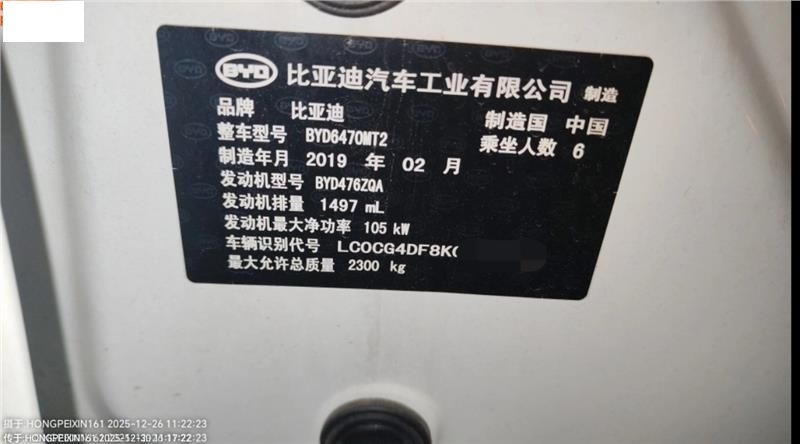 BYD 比亚迪汽车工业有限公司 制造
品牌 比亚迪 制造国 中国
整车型号 BYD6470MT2 乘坐人数 6
制造年月 2019 年 02 月
发动机型号 BYD476ZQA
发动机排量 1497 mL
发动机最大净功率 105 kW
车辆识别代号 LC0CG4DF8K
最大允许总质量 2300 kg
摄于:HONGPEIXIN161 2025-12-26 11:22:23
传于:HONGPEIXIN161